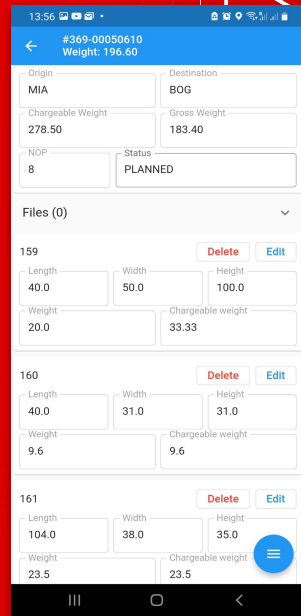 13:56
#369-00050610
Weight: 196.60
Origin
MIA
Destination
BOG
Chargeable Weight
278.50
Gross Weight
183.40
NOP
8
Status
PLANNED
Files (0)
159
Delete
Edit
Length
40.0
Width
50.0
Height
100.0
Weight
20.0
Chargeable weight
33.33
160
Delete
Edit
Length
40.0
Width
31.0
Height
31.0
Weight
9.6
Chargeable weight
9.6
161
Delete
Edit
Length
104.0
Width
38.0
Height
35.0
Weight
23.5
Chargeable weight
23.5